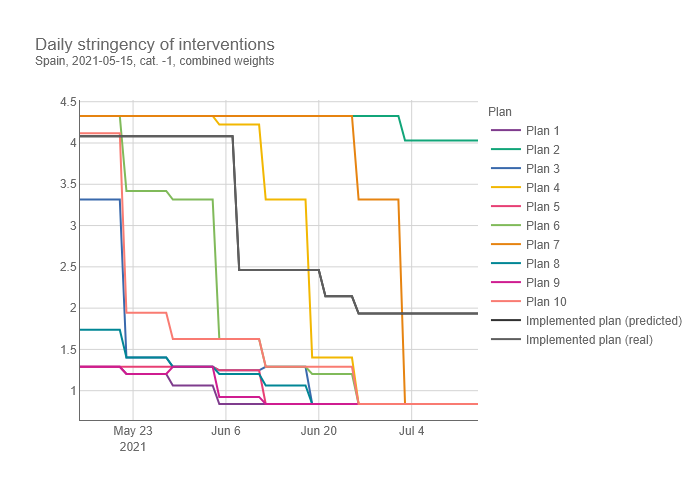 Daily stringency of interventions
Spain, 2021-05-15, cat. -1, combined weights
4.5
4
3.5
3
2.5
2
1.5
1
May 23
2021
Jun 6
Jun 20
Jul 4
Plan
Plan 1
Plan 2
Plan 3
Plan 4
Plan 5
Plan 6
Plan 7
Plan 8
Plan 9
Plan 10
Implemented plan (predicted)
Implemented plan (real)